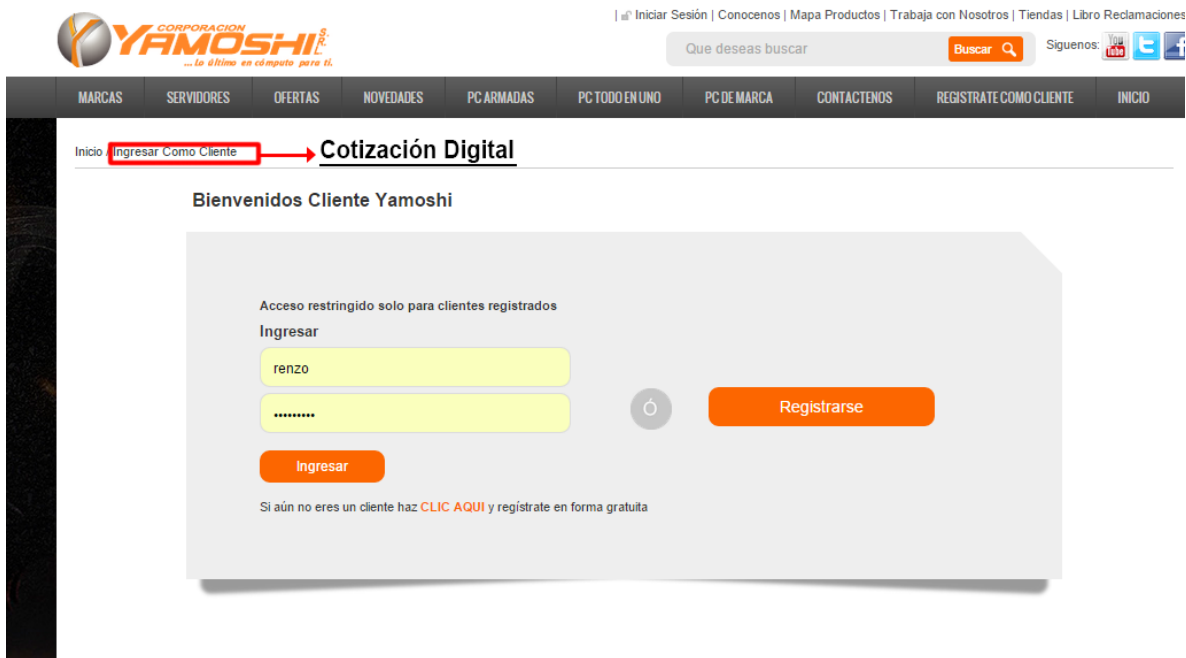 | Iniciar Sesión | Conocenos | Mapa Productos | Trabaja con Nosotros | Tiendas | Libro Reclamaciones
CORPORACION
YAMOSHI S.R.L.
... lo último en cómputo para ti.
Que deseas buscar
Buscar
Siguenos:
You Tube
MARCAS SERVIDORES OFERTAS NOVEDADES PC ARMADAS PC TODO EN UNO PC DE MARCA CONTACTENOS REGISTRATE COMO CLIENTE INICIO
Inicio / Ingresar Como Cliente
Cotización Digital
Bienvenidos Cliente Yamoshi
Acceso restringido solo para clientes registrados
Ingresar
renzo
•••••••••
Ó
Registrarse
Ingresar
Si aún no eres un cliente haz CLIC AQUI y regístrate en forma gratuita